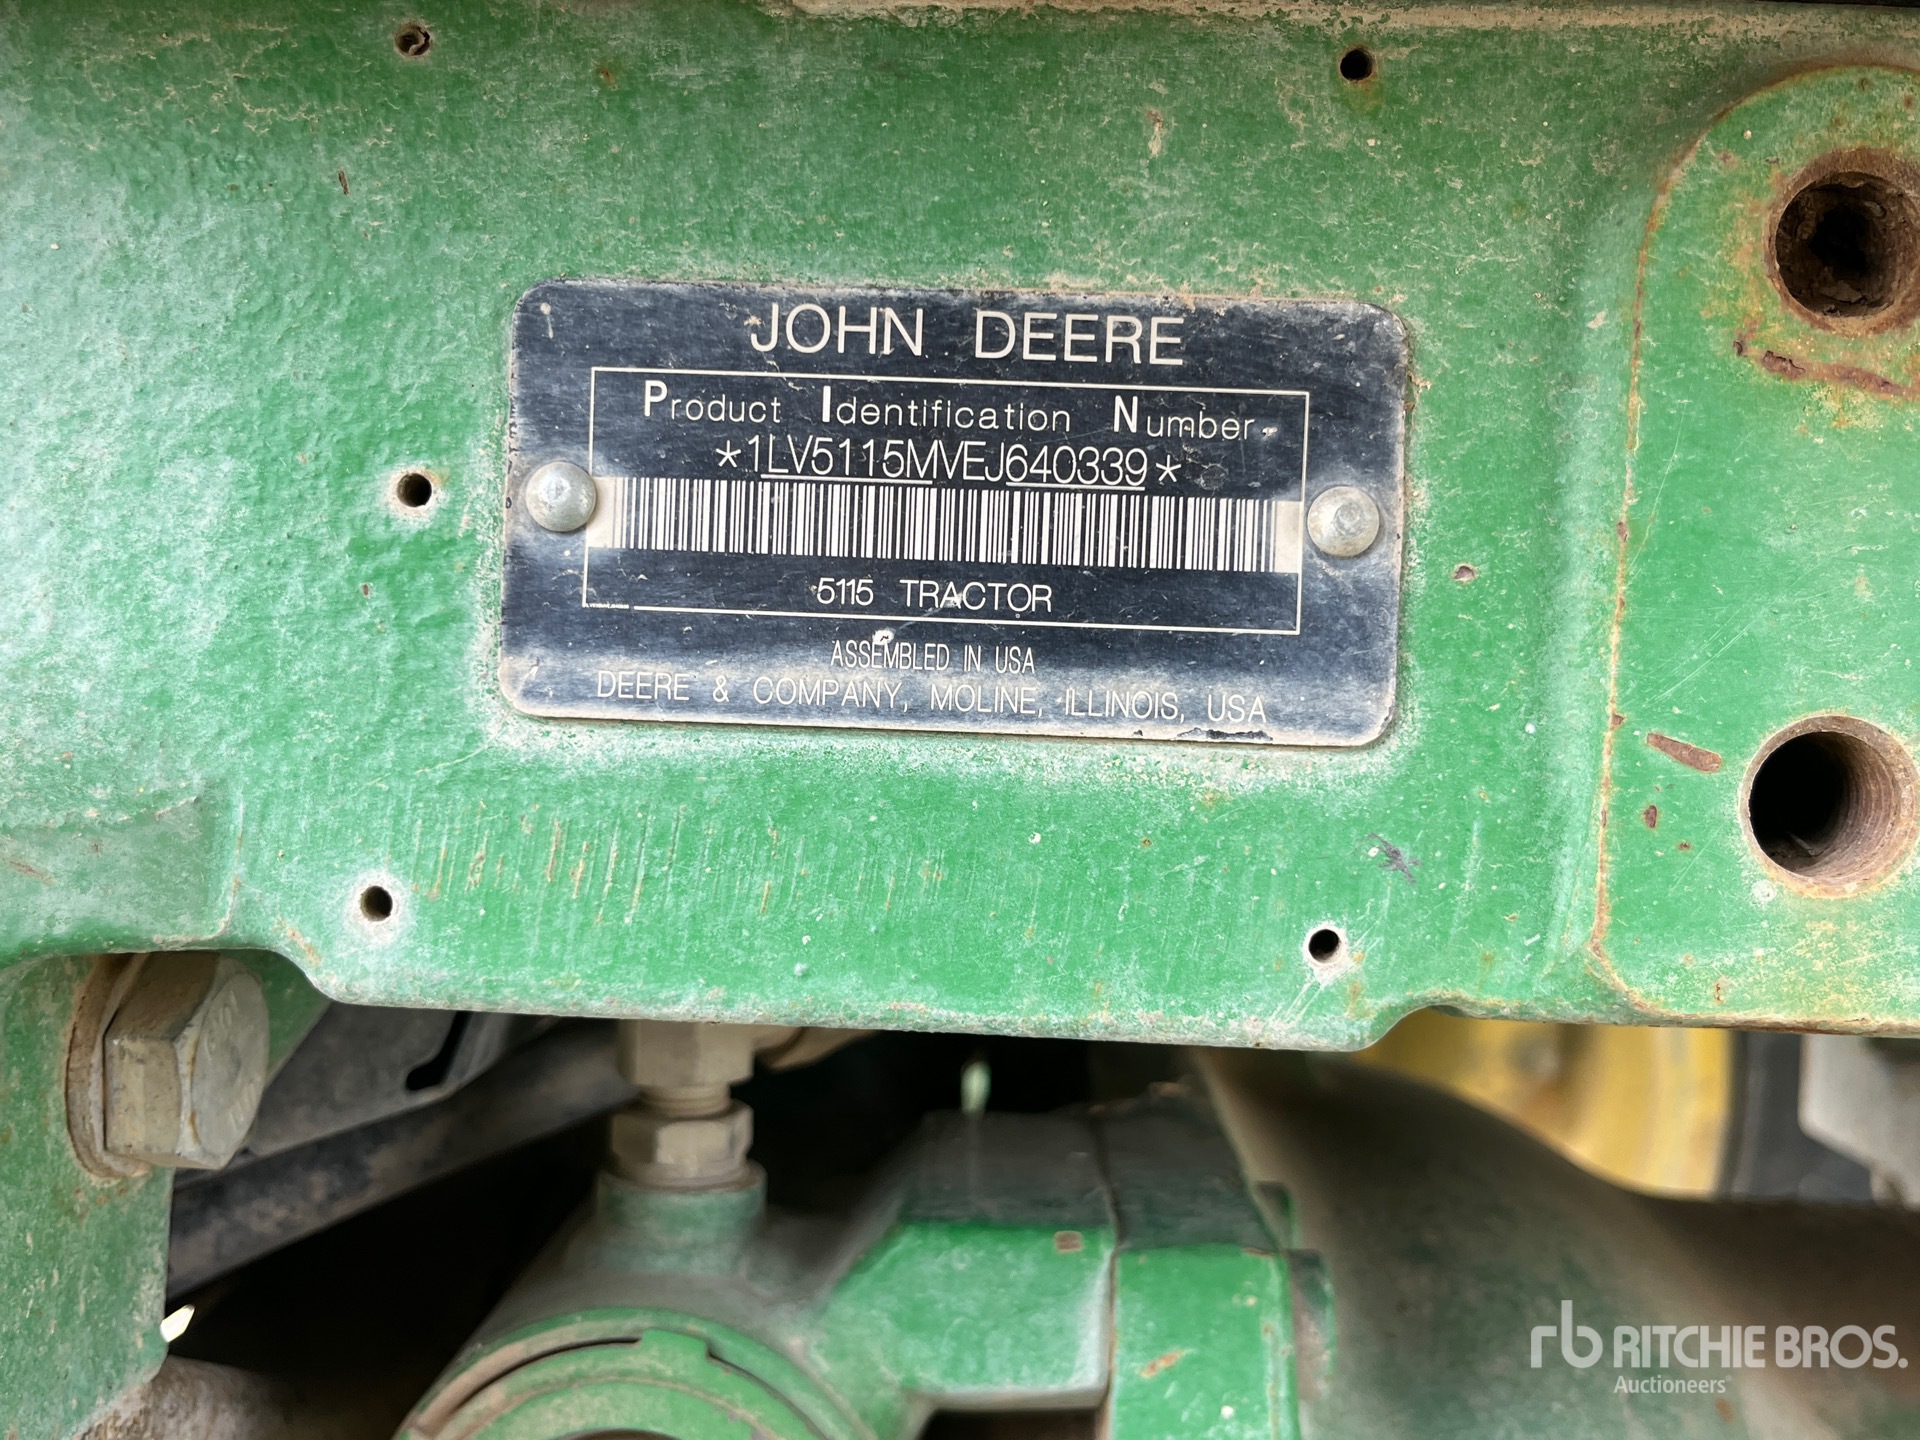 JOHN DEERE
Product Identification Number
*1LV5115MVEJ640339*
5115 TRACTOR
ASSEMBLED IN USA
DEERE & COMPANY, MOLINE, ILLINOIS, USA
rb RITCHIE BROS.
Auctioneers